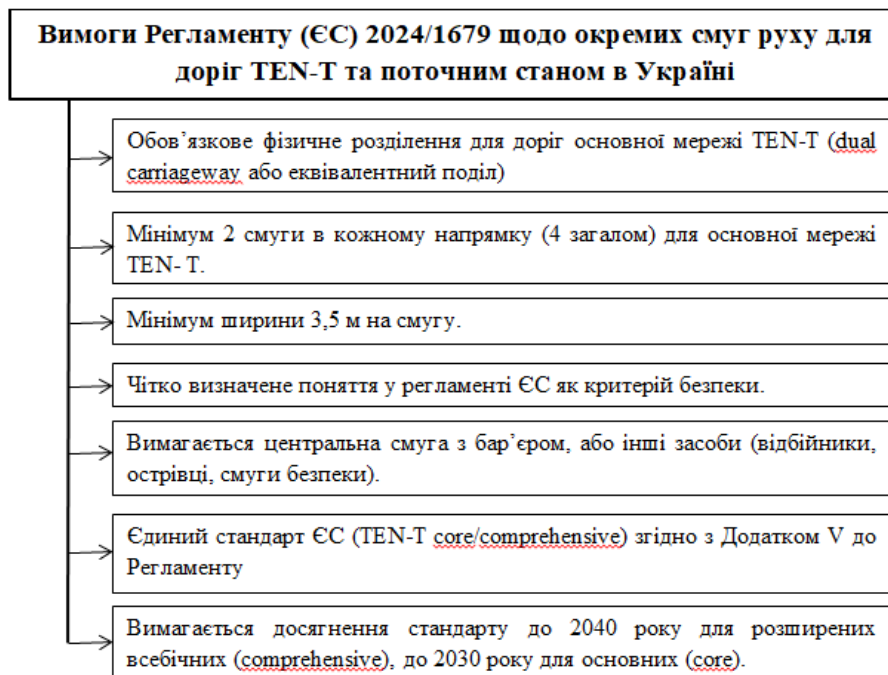 Вимоги Регламенту (ЄС) 2024/1679 щодо окремих смуг руху для
доріг TEN-T та поточним станом в Україні
Обов’язкове фізичне розділення для доріг основної мережі TEN-T (dual
carriageway або еквівалентний поділ)
Мінімум 2 смуги в кожному напрямку (4 загалом) для основної мережі
TEN- T.
Мінімум ширини 3,5 м на смугу.
Чітко визначене поняття у регламенті ЄС як критерій безпеки.
Вимагається центральна смуга з бар’єром, або інші засоби (відбійники,
острівці, смуги безпеки).
Єдиний стандарт ЄС (TEN-T core/comprehensive) згідно з Додатком V до
Регламенту
Вимагається досягнення стандарту до 2040 року для розширених
всебічних (comprehensive), до 2030 року для основних (core).